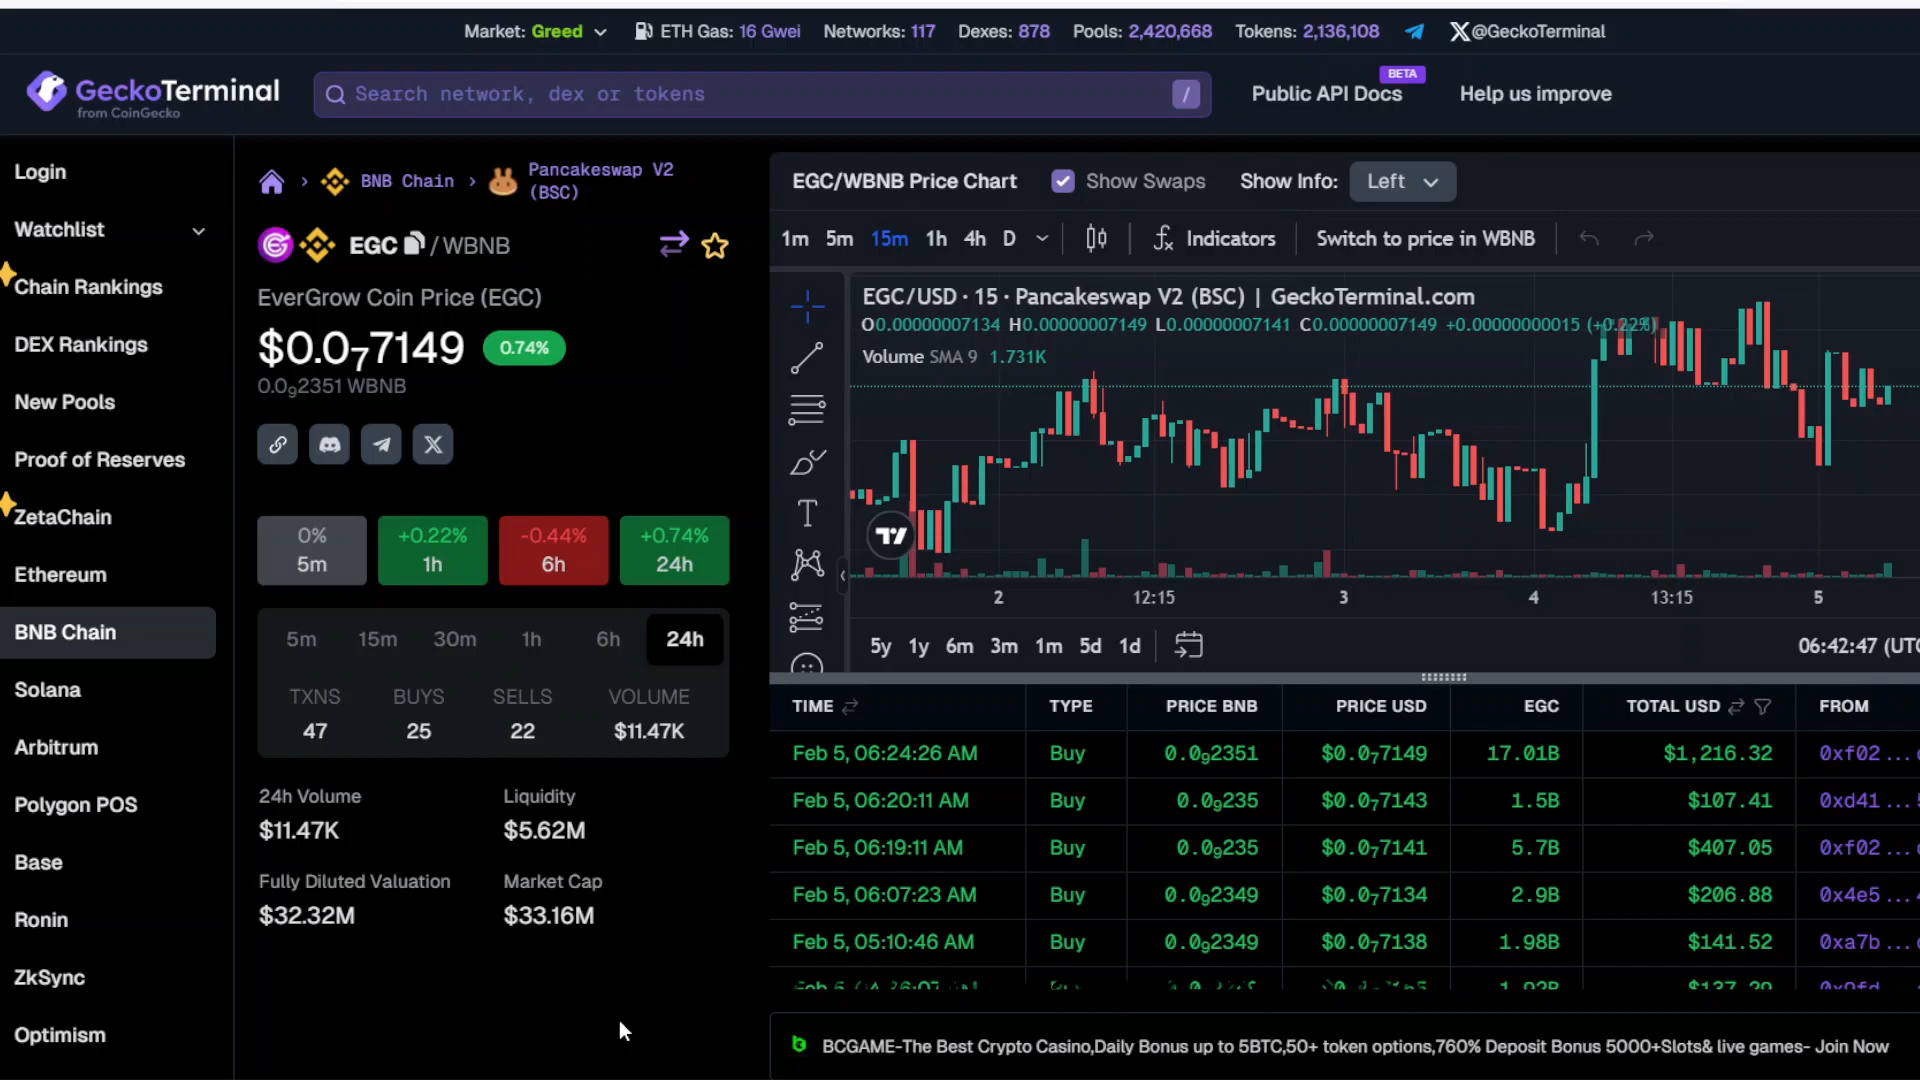 Market: Greed ETH Gas: 16 Gwei Networks: 117 Dexes: 878 Pools: 2,420,668 Tokens: 2,136,108 @GeckoTerminal
GeckoTerminal
from CoinGecko
Search network, dex or tokens /
Public API Docs BETA
Help us improve
Login
Watchlist
Chain Rankings
DEX Rankings
New Pools
Proof of Reserves
ZetaChain
Ethereum
BNB Chain
Solana
Arbitrum
Polygon POS
Base
Ronin
ZkSync
Optimism
BNB Chain Pancakeswap V2
(BSC)
EGC / WBNB
EverGrow Coin Price (EGC)
$0.0₇7149 0.74%
0.0₉2351 WBNB
0% +0.22% -0.44% +0.74%
5m 1h 6h 24h
5m 15m 30m 1h 6h 24h
TXNS BUYS SELLS VOLUME
47 25 22 $11.47K
24h Volume Liquidity
$11.47K $5.62M
Fully Diluted Valuation Market Cap
$32.32M $33.16M
EGC/WBNB Price Chart Show Swaps Show Info: Left
1m 5m 15m 1h 4h D Indicators Switch to price in WBNB
EGC/USD · 15 · Pancakeswap V2 (BSC) | GeckoTerminal.com
O0.00000007134 H0.00000007149 L0.00000007141 C0.00000007149 +0.00000000015 (+0.22%)
Volume SMA 9 1.731K
2 12:15 3 4 13:15 5
5y 1y 6m 3m 1m 5d 1d 06:42:47
TIME TYPE PRICE BNB PRICE USD EGC TOTAL USD FROM
Feb 5, 06:24:26 AM Buy 0.0₉2351 $0.0₇7149 17.01B $1,216.32 0xf02...
Feb 5, 06:20:11 AM Buy 0.0₉235 $0.0₇7143 1.5B $107.41 0xd41...
Feb 5, 06:19:11 AM Buy 0.0₉235 $0.0₇7141 5.7B $407.05 0xf02...
Feb 5, 06:07:23 AM Buy 0.0₉2349 $0.0₇7134 2.9B $206.88 0x4e5...
Feb 5, 05:10:46 AM Buy 0.0₉2349 $0.0₇7138 1.98B $141.52 0xa7b...
BCGAME-The Best Crypto Casino,Daily Bonus up to 5BTC,50+ token options,760% Deposit Bonus 5000+Slots& live games- Join Now